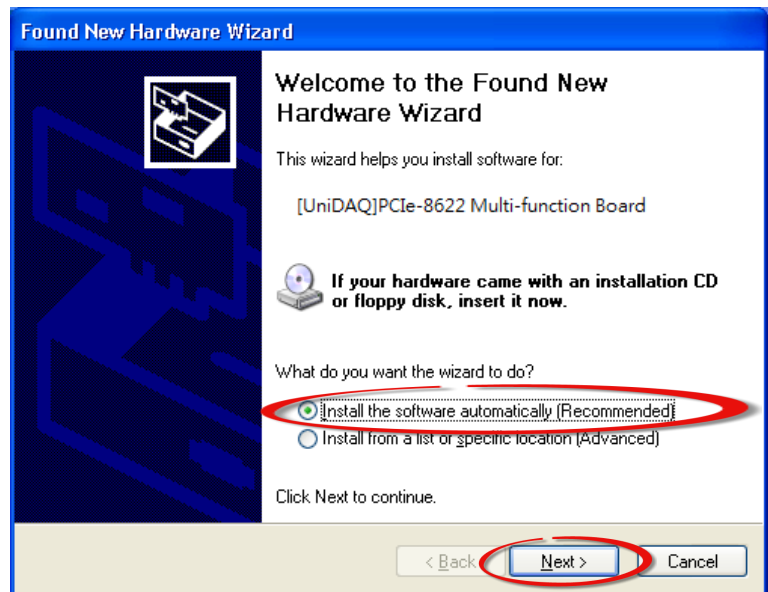 Found New Hardware Wizard
Welcome to the Found New
Hardware Wizard
This wizard helps you install software for:
[UniDAQ]PCIe-8622 Multi-function Board
If your hardware came with an installation CD
or floppy disk, insert it now.
What do you want the wizard to do?
Install the software automatically (Recommended)
Install from a list or specific location (Advanced)
Click Next to continue.
< Back Next > Cancel